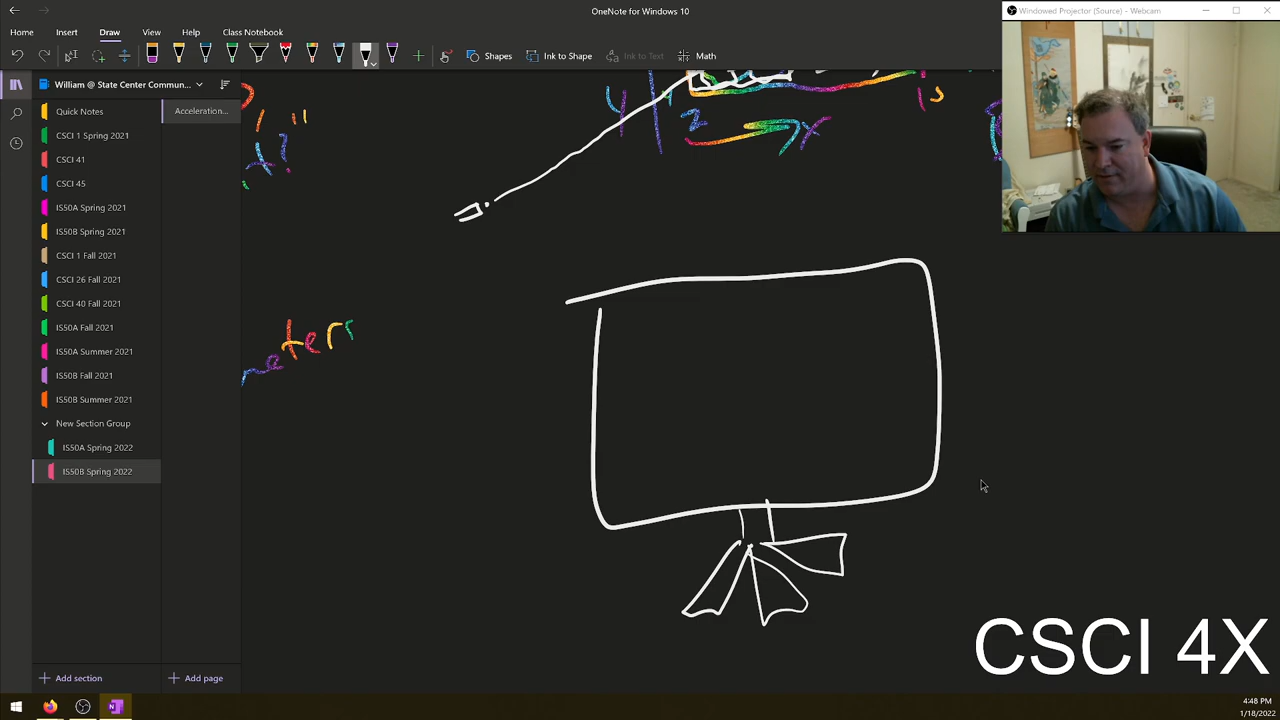 OneNote for Windows 10
Windowed Projector (Source) - Webcam
Home Insert Draw View Help Class Notebook
Shapes Ink to Shape Ink to Text Math
William @ State Center Commun...
Acceleration...
Quick Notes
CSCI 1 Spring 2021
CSCI 41
CSCI 45
IS50A Spring 2021
IS50B Spring 2021
CSCI 1 Fall 2021
CSCI 26 Fall 2021
CSCI 40 Fall 2021
IS50A Fall 2021
IS50A Summer 2021
IS50B Fall 2021
IS50B Summer 2021
New Section Group
IS50A Spring 2022
IS50B Spring 2022
y
z
x
meters
CSCI 4X
Add section Add page
4:48 PM
1/18/2022